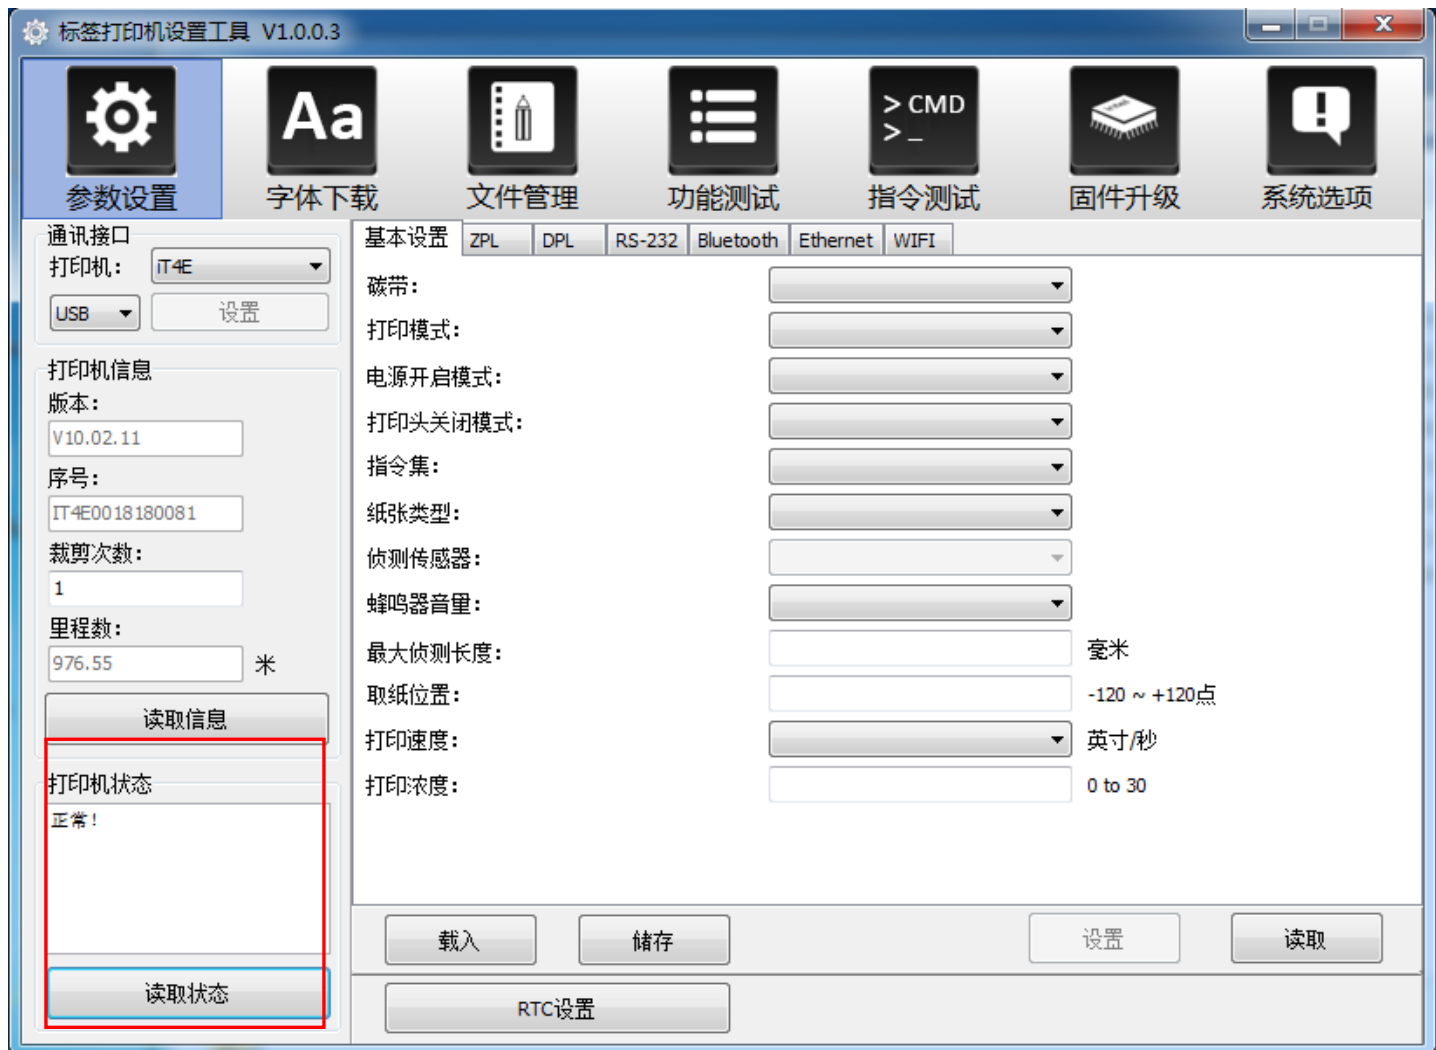 标签打印机设置工具 V1.0.0.3
Aa
> CMD
> _
参数设置 字体下载 文件管理 功能测试 指令测试 固件升级 系统选项
通讯接口
打印机： iT4E
USB 设置
打印机信息
版本：
V10.02.11
序号：
IT4E0018180081
裁剪次数：
1
里程数：
976.55 米
读取信息
打印机状态
正常!
读取状态
基本设置 ZPL DPL RS-232 Bluetooth Ethernet WIFI
碳带：
打印模式：
电源开启模式：
打印头关闭模式：
指令集：
纸张类型：
侦测传感器：
蜂鸣器音量：
最大侦测长度： 毫米
取纸位置： -120 ~ +120点
打印速度： 英寸/秒
打印浓度： 0 to 30
载入 储存 设置 读取
RTC设置